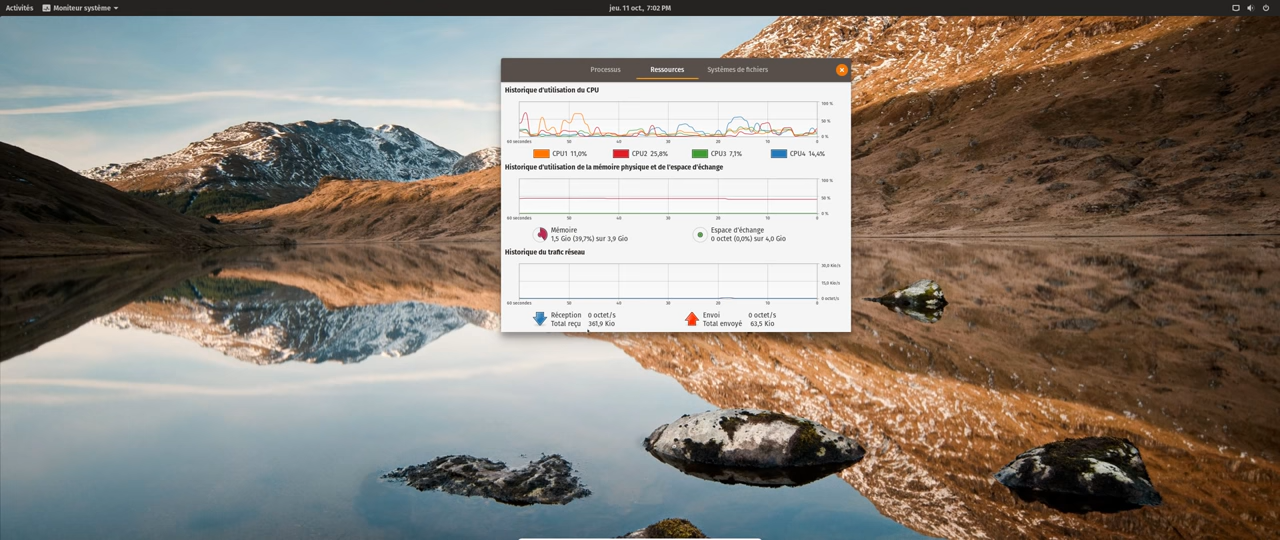 Activités Moniteur système jeu. 11 oct., 7:02 PM
Processus Ressources Systèmes de fichiers
Historique d'utilisation du CPU
100 %
50 %
0 %
60 secondes 50 40 30 20 10 0
CPU1 11,0% CPU2 25,8% CPU3 7,1% CPU4 14,4%
Historique d'utilisation de la mémoire physique et de l'espace d'échange
100 %
50 %
0 %
60 secondes 50 40 30 20 10 0
Mémoire Espace d'échange
1,5 Gio (39,7%) sur 3,9 Gio 0 octet (0,0%) sur 4,0 Gio
Historique du trafic réseau
30,0 Kio/s
15,0 Kio/s
0 octet/s
60 secondes 50 40 30 20 10 0
Réception 0 octet/s Envoi 0 octet/s
Total reçu 361,9 Kio Total envoyé 63,5 Kio